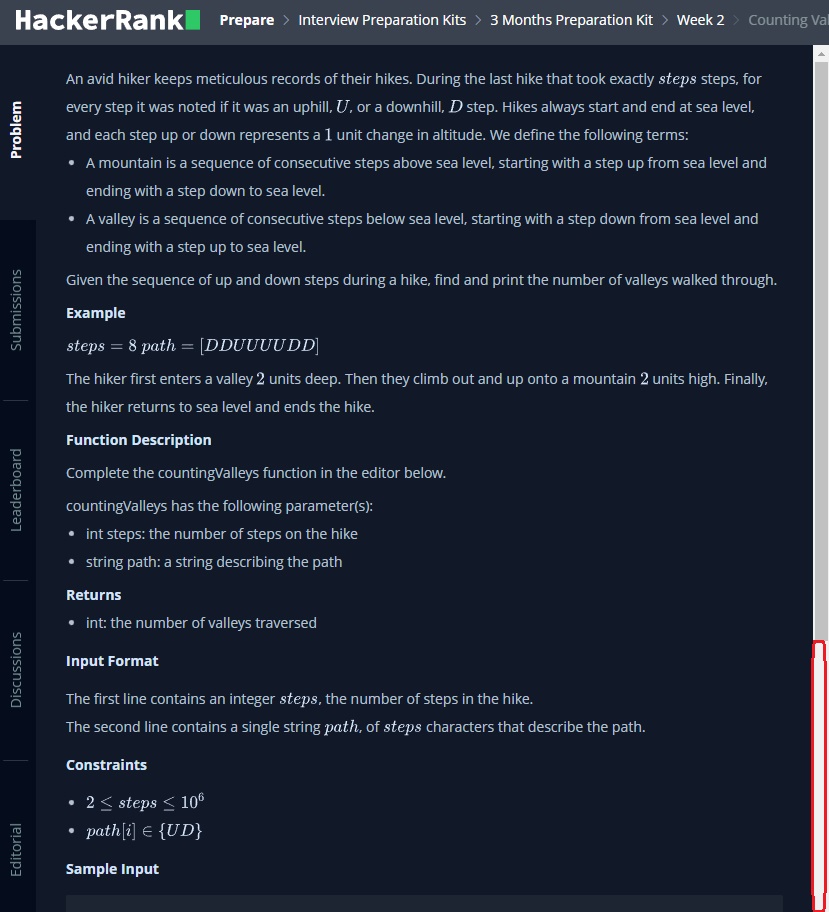 HackerRank Prepare > Interview Preparation Kits > 3 Months Preparation Kit > Week 2 > Counting Val
Problem
Submissions
Leaderboard
Discussions
Editorial
An avid hiker keeps meticulous records of their hikes. During the last hike that took exactly steps steps, for
every step it was noted if it was an uphill, U, or a downhill, D step. Hikes always start and end at sea level,
and each step up or down represents a 1 unit change in altitude. We define the following terms:
• A mountain is a sequence of consecutive steps above sea level, starting with a step up from sea level and
ending with a step down to sea level.
• A valley is a sequence of consecutive steps below sea level, starting with a step down from sea level and
ending with a step up to sea level.
Given the sequence of up and down steps during a hike, find and print the number of valleys walked through.
Example
steps = 8 path = [DDUUUUDD]
The hiker first enters a valley 2 units deep. Then they climb out and up onto a mountain 2 units high. Finally,
the hiker returns to sea level and ends the hike.
Function Description
Complete the countingValleys function in the editor below.
countingValleys has the following parameter(s):
• int steps: the number of steps on the hike
• string path: a string describing the path
Returns
• int: the number of valleys traversed
Input Format
The first line contains an integer steps, the number of steps in the hike.
The second line contains a single string path, of steps characters that describe the path.
Constraints
• 2 ≤ steps ≤ 10⁶
• path[i] ∈ {UD}
Sample Input